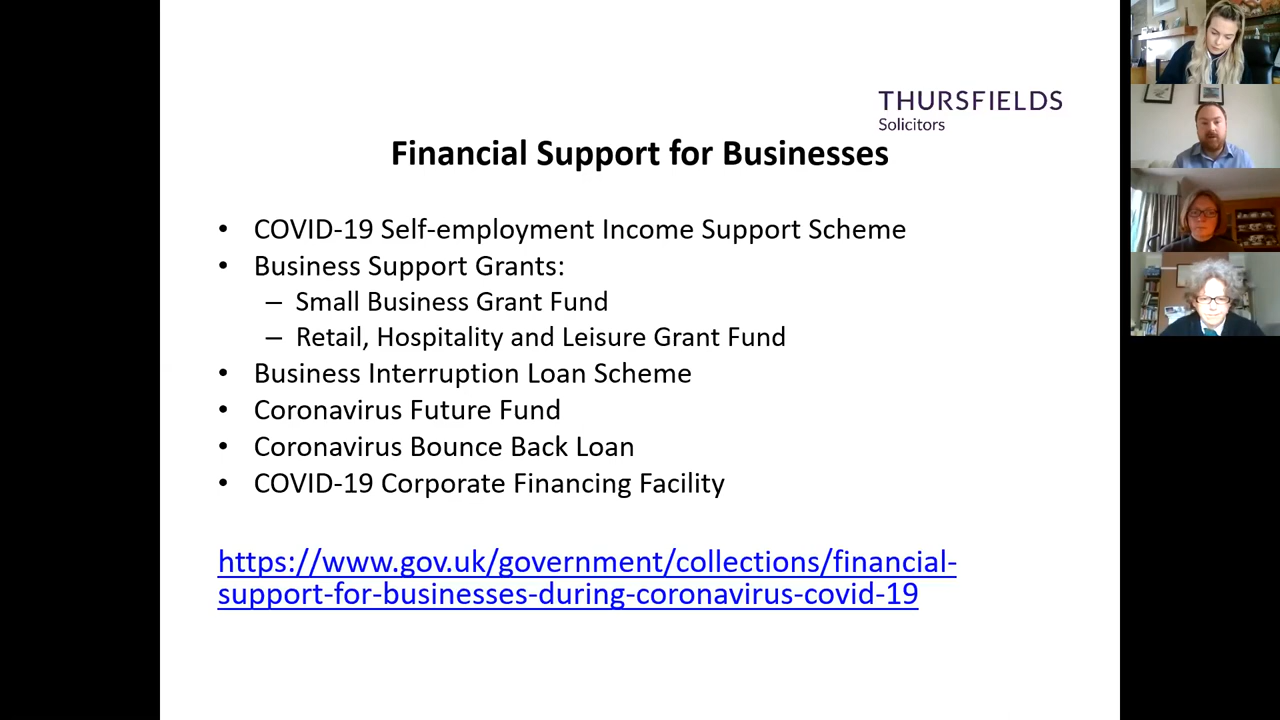 THURSFIELDS
Solicitors
Financial Support for Businesses
• COVID-19 Self-employment Income Support Scheme
• Business Support Grants:
– Small Business Grant Fund
– Retail, Hospitality and Leisure Grant Fund
• Business Interruption Loan Scheme
• Coronavirus Future Fund
• Coronavirus Bounce Back Loan
• COVID-19 Corporate Financing Facility
https://www.gov.uk/government/collections/financial-
support-for-businesses-during-coronavirus-covid-19